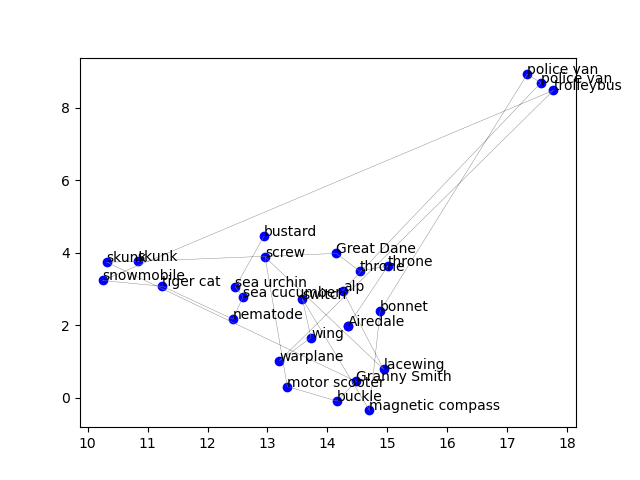 police van
police van
trolleybus
8
6
bustard
Great Dane
screw
skunk
skunk
throne
throne
4
snowmobile
tiger cat
sea urchin
alp
sea cucumber
switch
bonnet
nematode
Airedale
2
wing
warplane
lacewing
Granny Smith
motor scooter
buckle
magnetic compass
0
10 11 12 13 14 15 16 17 18